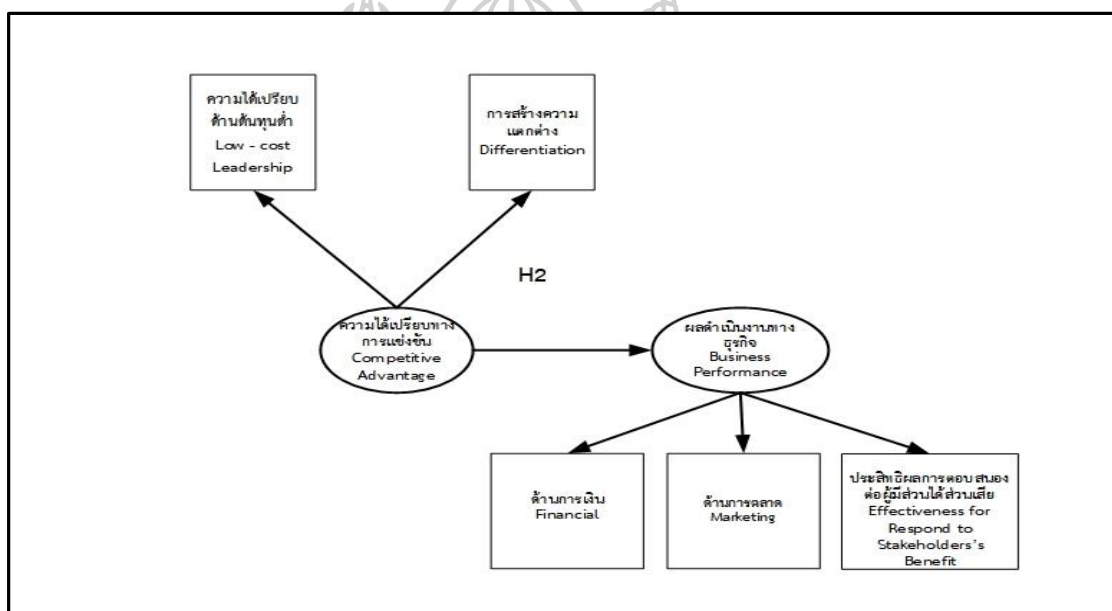 ความได้เปรียบ
ด้านต้นทุนต่ำ
Low - cost
Leadership
การสร้างความ
แตกต่าง
Differentiation
H2
ความได้เปรียบทาง
การแข่งขัน
Competitive
Advantage
ผลดำเนินงานทาง
ธุรกิจ
Business
Performance
ด้านการเงิน
Financial
ด้านการตลาด
Marketing
ประสิทธิผลการตอบสนอง
ต่อผู้มีส่วนได้ส่วนเสีย
Effectiveness for
Respond to
Stakeholders's
Benefit